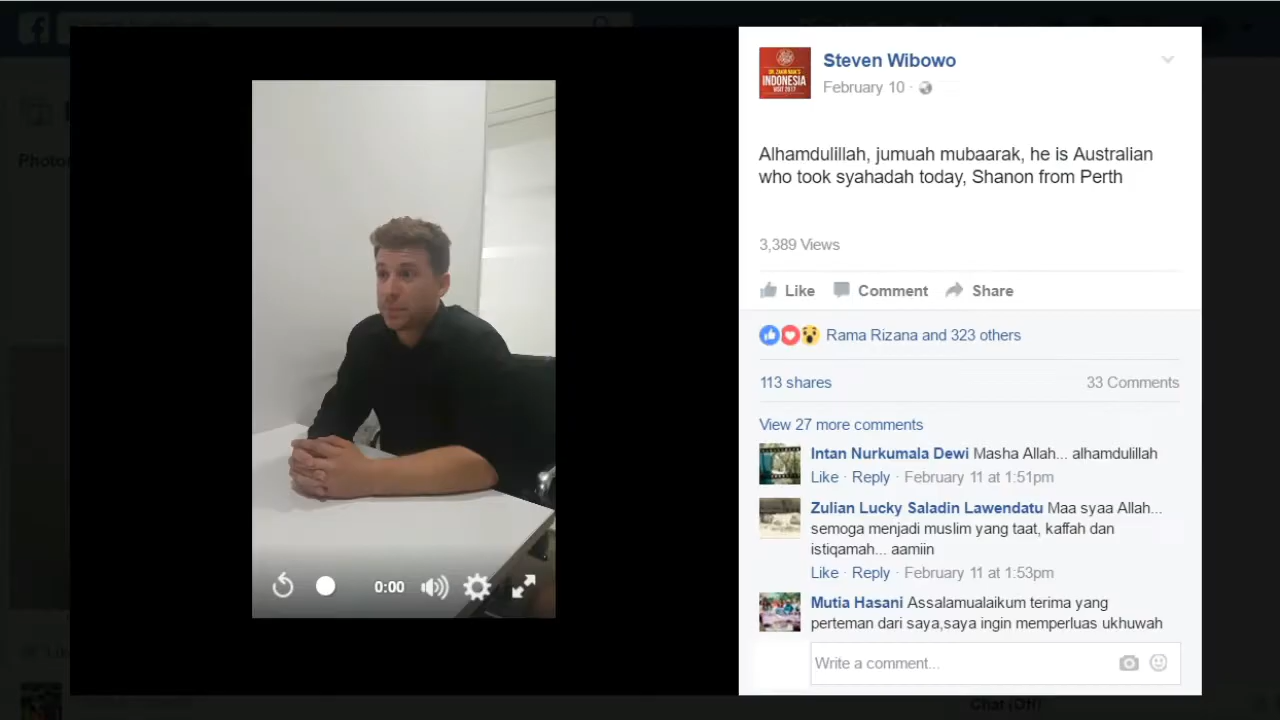 Steven Wibowo
February 10
INDONESIA
VISIT 2017
Alhamdulillah, jumuah mubaarak, he is Australian
who took syahadah today, Shanon from Perth
3,389 Views
Like Comment Share
Rama Rizana and 323 others
113 shares 33 Comments
View 27 more comments
Intan Nurkumala Dewi Masha Allah... alhamdulillah
Like · Reply · February 11 at 1:51pm
Zulian Lucky Saladin Lawendatu Maa syaa Allah...
semoga menjadi muslim yang taat, kaffah dan
istiqamah... aamiin
Like · Reply · February 11 at 1:53pm
Mutia Hasani Assalamualaikum terima yang
perteman dari saya,saya ingin memperluas ukhuwah
Write a comment...
0:00
Photo
Chat (Off)